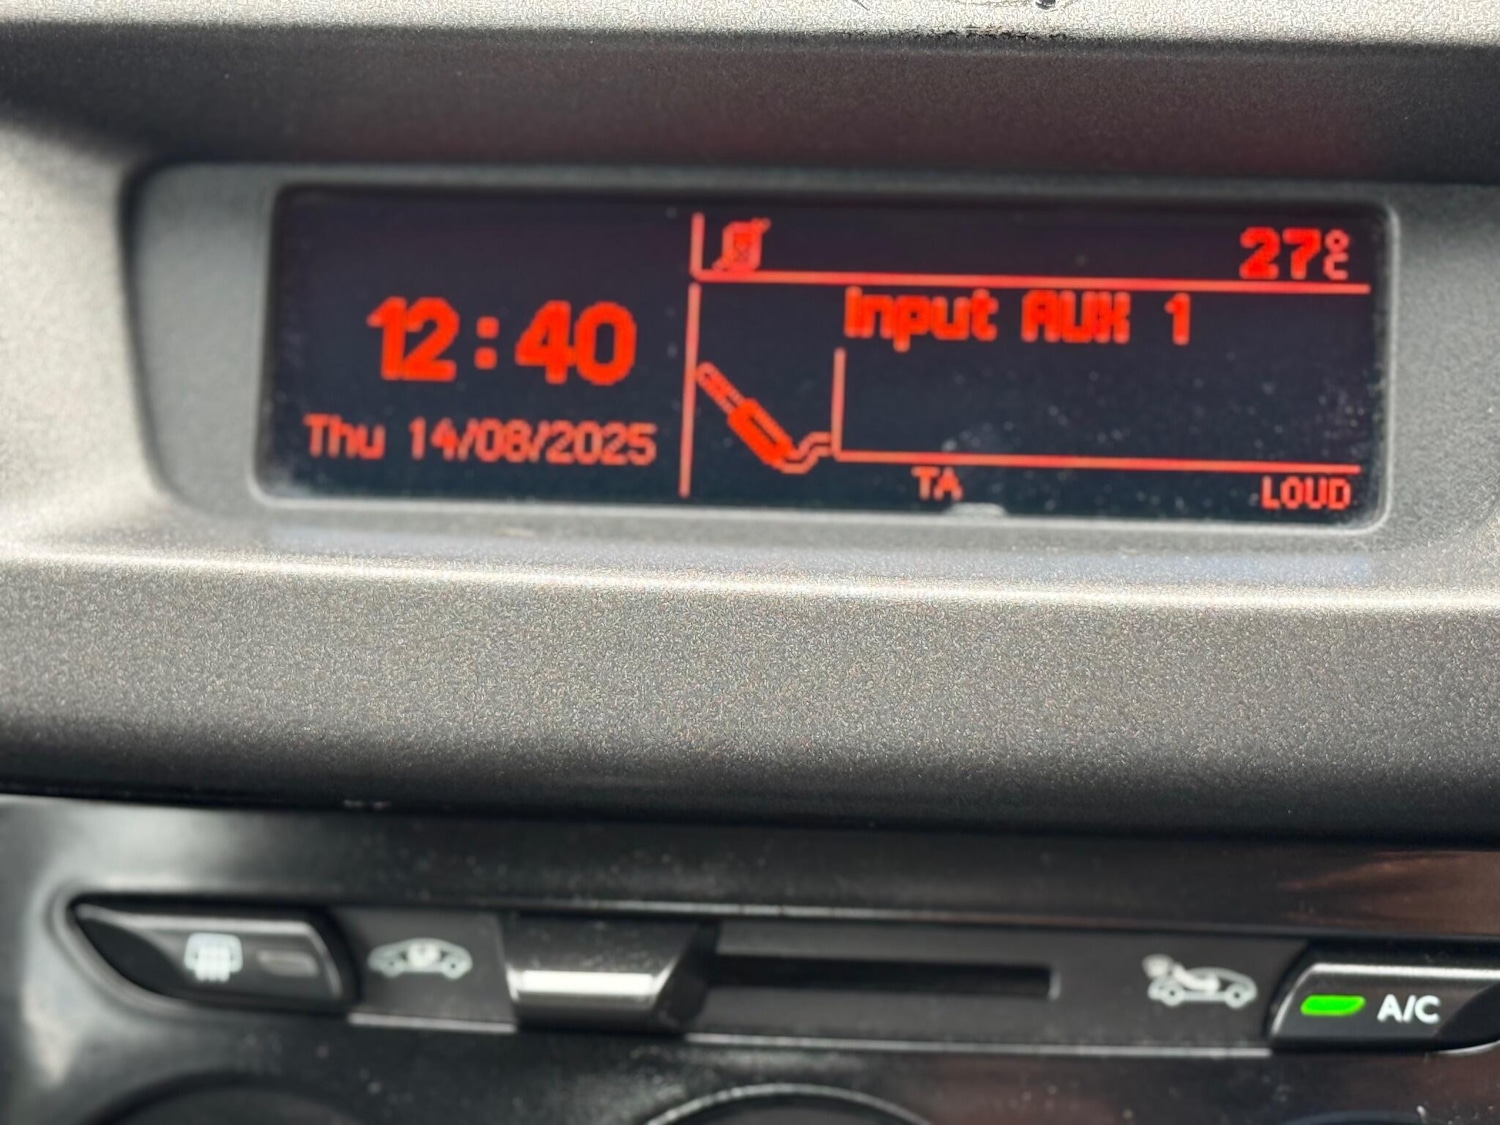 27°C
Input AUX 1
12:40
Thu 14/08/2025
TA
LOUD
A/C